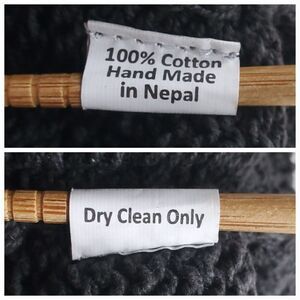 100% Cotton
Hand Made
in Nepal
Dry Clean Only